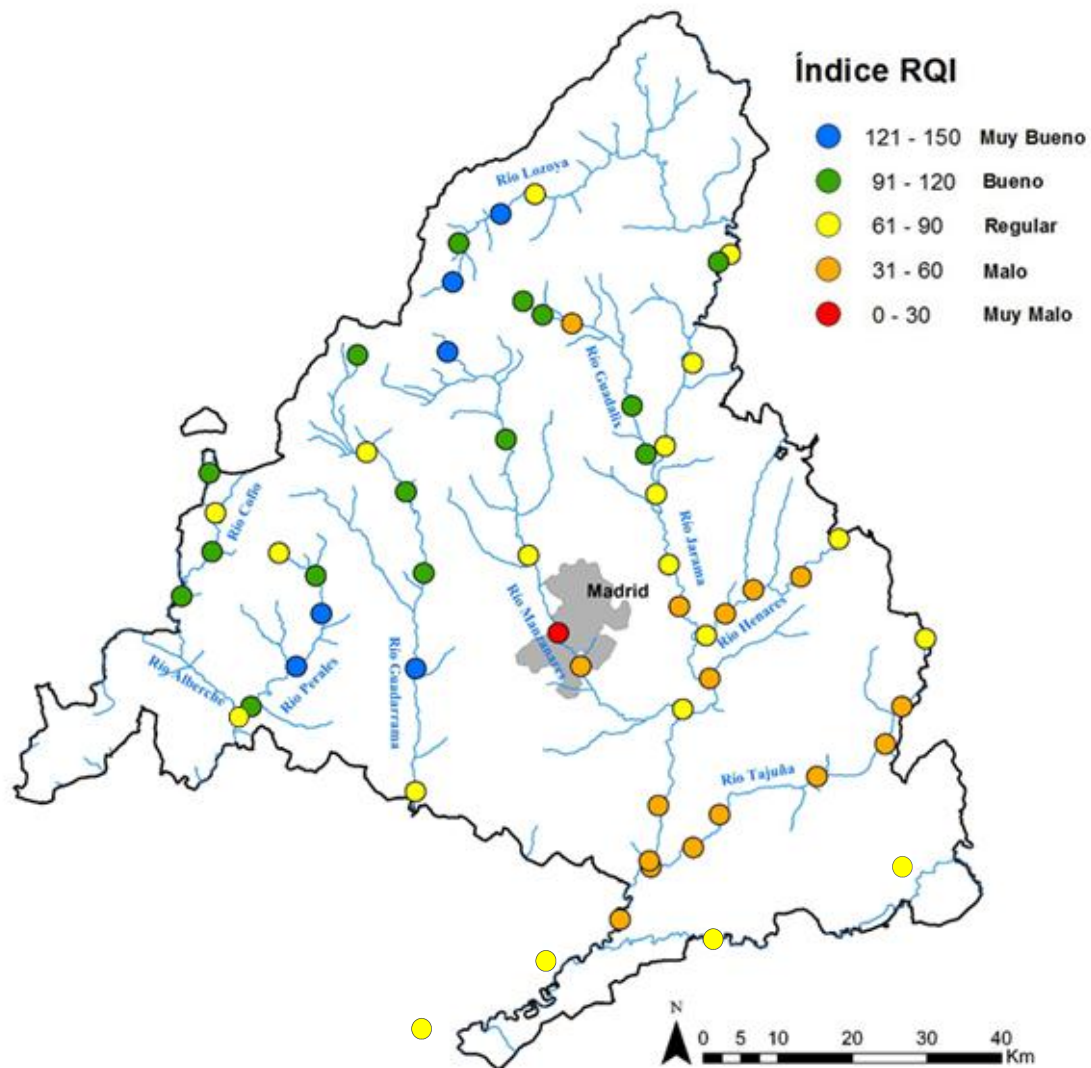 Índice RQI
121 - 150 Muy Bueno
91 - 120 Bueno
61 - 90 Regular
31 - 60 Malo
0 - 30 Muy Malo
Río Lozoya
Río Guadalix
Río Cofio
Río Jarama
Madrid
Río Manzanares
Río Henares
Río Alberche
Río Perales
Río Guadarrama
Río Tajuña
N
0 5 10 20 30 40
Km